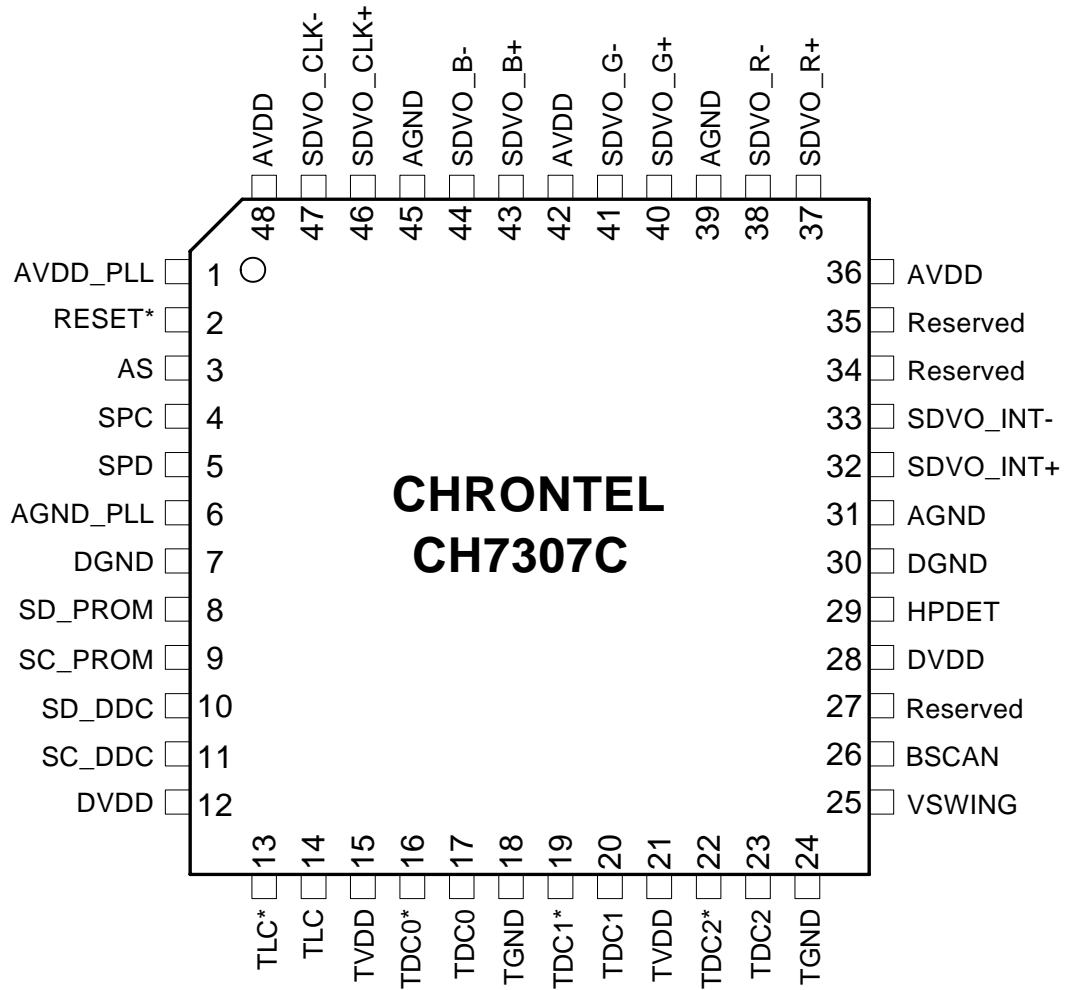 AVDD
SDVO_CLK-
SDVO_CLK+
AGND
SDVO_B-
SDVO_B+
AVDD
SDVO_G-
SDVO_G+
AGND
SDVO_R-
SDVO_R+
48
47
46
45
44
43
42
41
40
39
38
37
AVDD_PLL 1
RESET* 2
AS 3
SPC 4
SPD 5
AGND_PLL 6
DGND 7
SD_PROM 8
SC_PROM 9
SD_DDC 10
SC_DDC 11
DVDD 12
CHRONTEL
CH7307C
36 AVDD
35 Reserved
34 Reserved
33 SDVO_INT-
32 SDVO_INT+
31 AGND
30 DGND
29 HPDET
28 DVDD
27 Reserved
26 BSCAN
25 VSWING
13
14
15
16
17
18
19
20
21
22
23
24
TLC*
TLC
TVDD
TDC0*
TDC0
TGND
TDC1*
TDC1
TVDD
TDC2*
TDC2
TGND